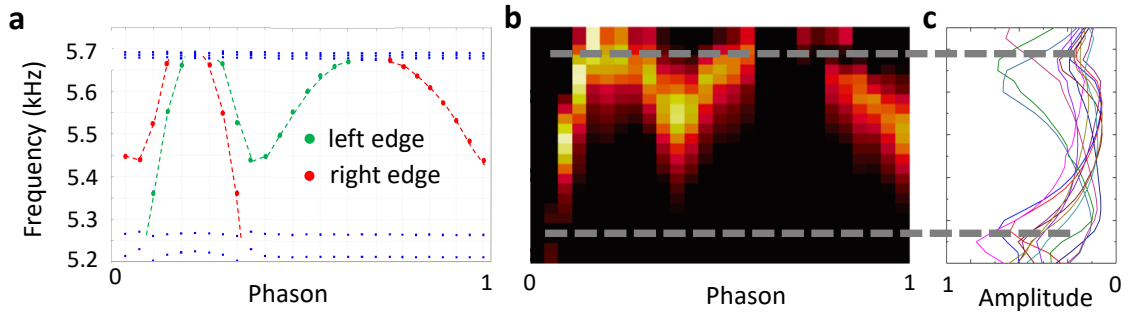 a
b
c
Frequency (kHz)
5.7
5.6
5.5
5.4
5.3
5.2
left edge
right edge
0
1
Phason
0
1
Phason
1
0
Amplitude